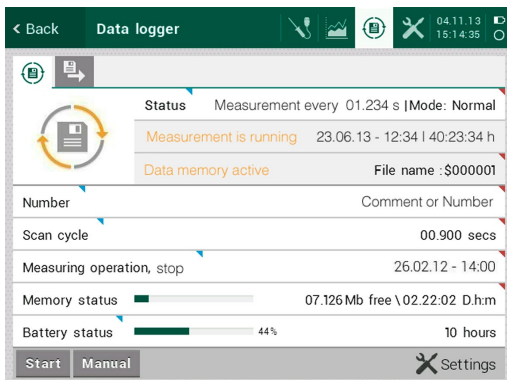 < Back Data logger 04.11.13
15:14:35
Status Measurement every 01.234 s |Mode: Normal
Measurement is running 23.06.13 - 12:34 | 40:23:34 h
Data memory active File name :$000001
Number Comment or Number
Scan cycle 00.900 secs
Measuring operation, stop 26.02.12 - 14:00
Memory status 07.126 Mb free \ 02.22:02 D.h:m
Battery status 44% 10 hours
Start Manual Settings